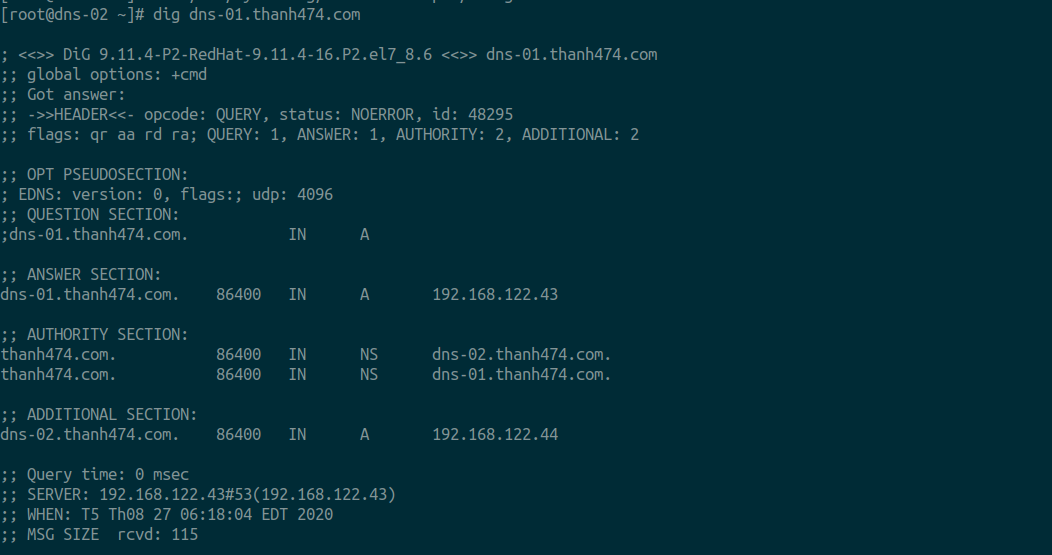 [root@dns-02 ~]# dig dns-01.thanh474.com
; <<>> DiG 9.11.4-P2-RedHat-9.11.4-16.P2.el7_8.6 <<>> dns-01.thanh474.com
;; global options: +cmd
;; Got answer:
;; ->>HEADER<<- opcode: QUERY, status: NOERROR, id: 48295
;; flags: qr aa rd ra; QUERY: 1, ANSWER: 1, AUTHORITY: 2, ADDITIONAL: 2
;; OPT PSEUDOSECTION:
; EDNS: version: 0, flags:; udp: 4096
;; QUESTION SECTION:
;dns-01.thanh474.com. IN A
;; ANSWER SECTION:
dns-01.thanh474.com. 86400 IN A 192.168.122.43
;; AUTHORITY SECTION:
thanh474.com. 86400 IN NS dns-02.thanh474.com.
thanh474.com. 86400 IN NS dns-01.thanh474.com.
;; ADDITIONAL SECTION:
dns-02.thanh474.com. 86400 IN A 192.168.122.44
;; Query time: 0 msec
;; SERVER: 192.168.122.43#53(192.168.122.43)
;; WHEN: T5 Th08 27 06:18:04 EDT 2020
;; MSG SIZE rcvd: 115